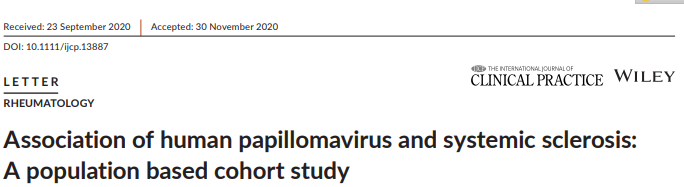 Received: 23 September 2020 | Accepted: 30 November 2020
DOI: 10.1111/ijcp.13887
LETTER
THE INTERNATIONAL JOURNAL OF
CLINICAL PRACTICE WILEY
RHEUMATOLOGY
Association of human papillomavirus and systemic sclerosis:
A population based cohort study